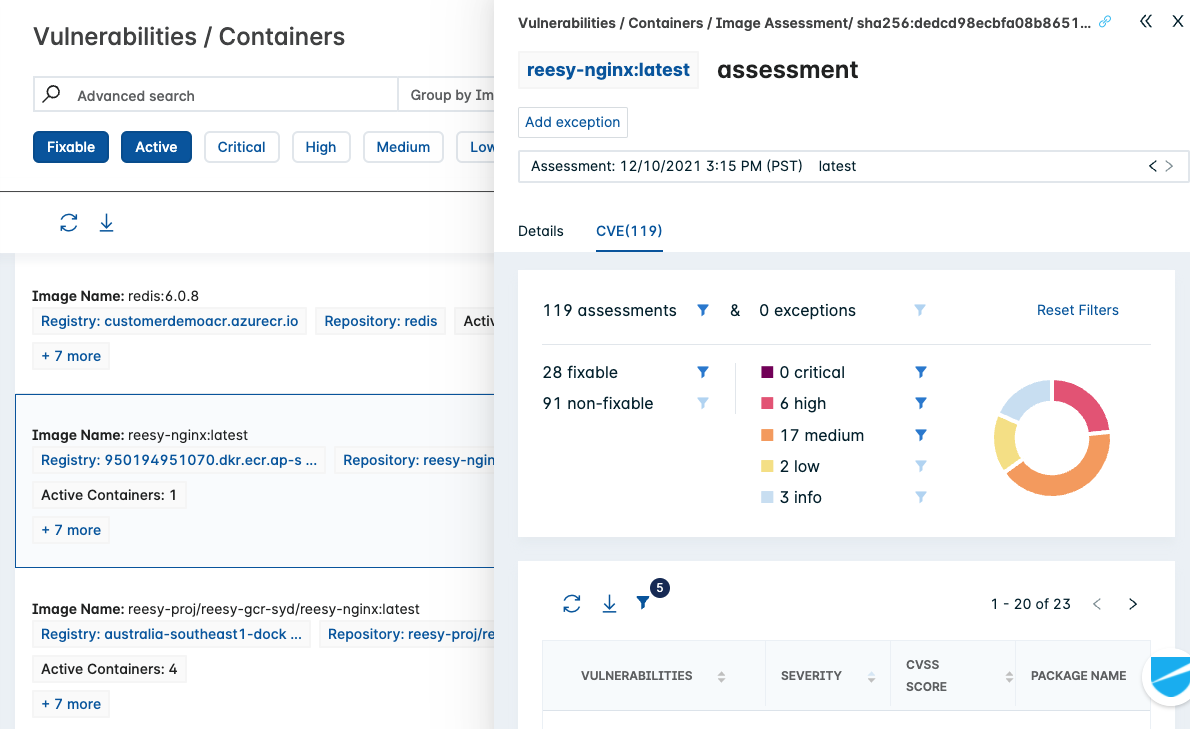 Vulnerabilities / Containers
Advanced search
Group by Im
Fixable
Active
Critical
High
Medium
Low
Image Name: redis:6.0.8
Registry: customerdemoacr.azurecr.io
Repository: redis
Activ
+ 7 more
Image Name: reesy-nginx:latest
Registry: 950194951070.dkr.ecr.ap-s ...
Repository: reesy-ngin
Active Containers: 1
+ 7 more
Image Name: reesy-proj/reesy-gcr-syd/reesy-nginx:latest
Registry: australia-southeast1-dock ...
Repository: reesy-proj/re
Active Containers: 4
+ 7 more
Vulnerabilities / Containers / Image Assessment/ sha256:dedcd98ecbfa08b8651...
reesy-nginx:latest assessment
Add exception
Assessment: 12/10/2021 3:15 PM (PST) latest
Details
CVE(119)
119 assessments & 0 exceptions
Reset Filters
28 fixable
91 non-fixable
0 critical
6 high
17 medium
2 low
3 info
5
1 - 20 of 23
VULNERABILITIES
SEVERITY
CVSS
SCORE
PACKAGE NAME